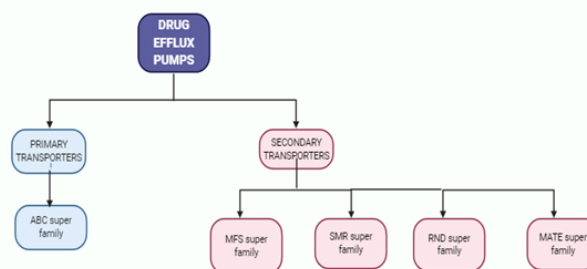 DRUG
EFFLUX
PUMPS
PRIMARY
TRANSPORTERS
SECONDARY
TRANSPORTERS
ABC super
family
MFS super
family
SMR super
family
RND super
family
MATE super
family